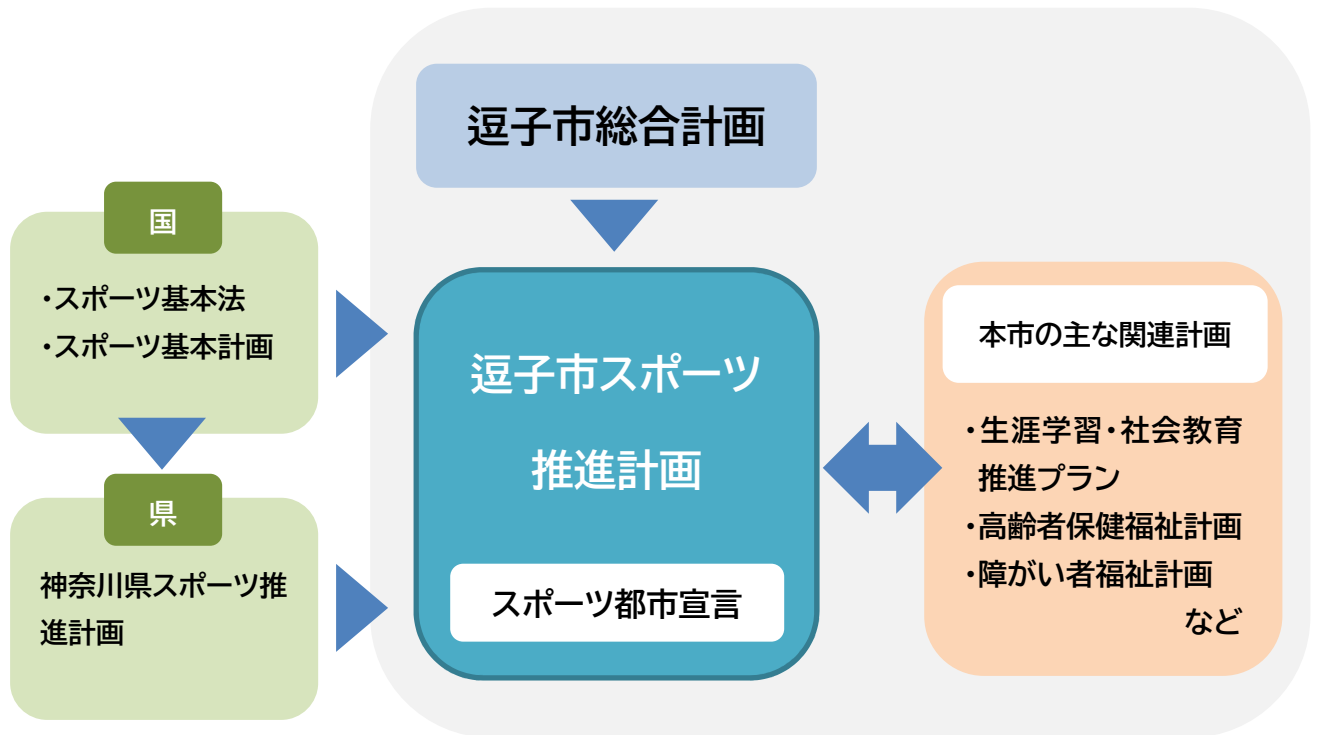 逗子市総合計画
国
・スポーツ基本法
・スポーツ基本計画
県
神奈川県スポーツ推
進計画
逗子市スポーツ
推進計画
スポーツ都市宣言
本市の主な関連計画
・生涯学習・社会教育
推進プラン
・高齢者保健福祉計画
・障がい者福祉計画
など